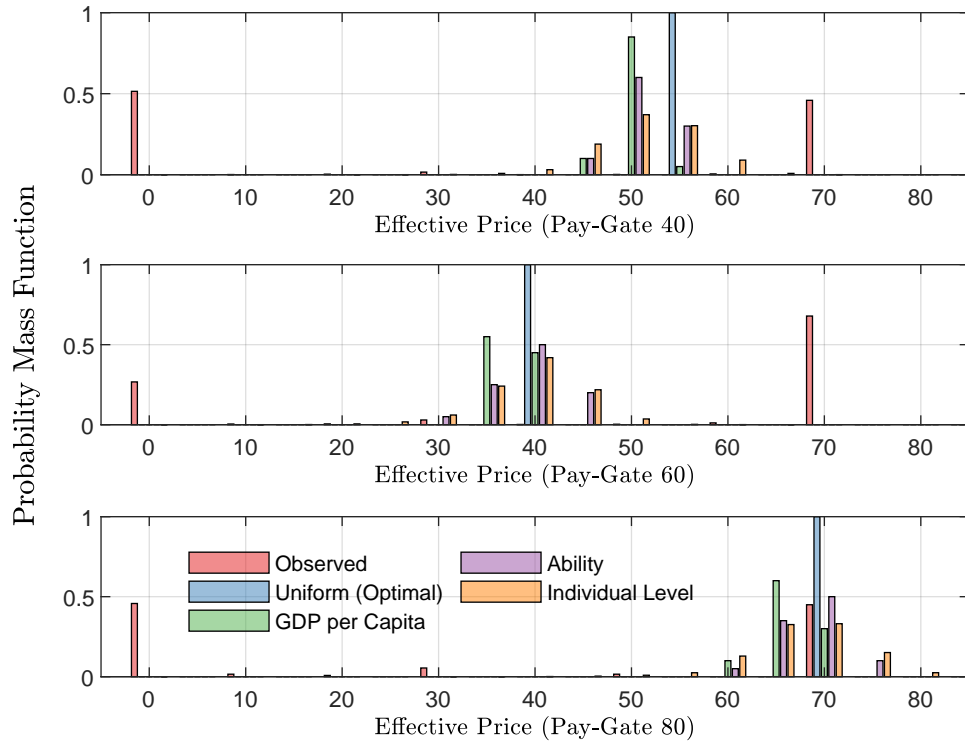 Probability Mass Function
1
0.5
0
0 10 20 30 40 50 60 70 80
Effective Price (Pay-Gate 40)
1
0.5
0
0 10 20 30 40 50 60 70 80
Effective Price (Pay-Gate 60)
1
0.5
0
Observed
Uniform (Optimal)
GDP per Capita
Ability
Individual Level
0 10 20 30 40 50 60 70 80
Effective Price (Pay-Gate 80)